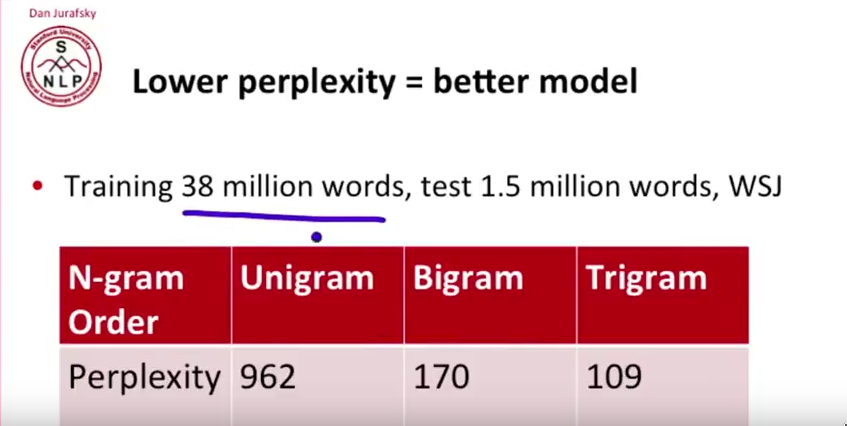 Dan Jurafsky
Stanford University
S
NLP
Natural Language Processing
Lower perplexity = better model
• Training 38 million words, test 1.5 million words, WSJ
N-gram Order Unigram Bigram Trigram
Perplexity 962 170 109